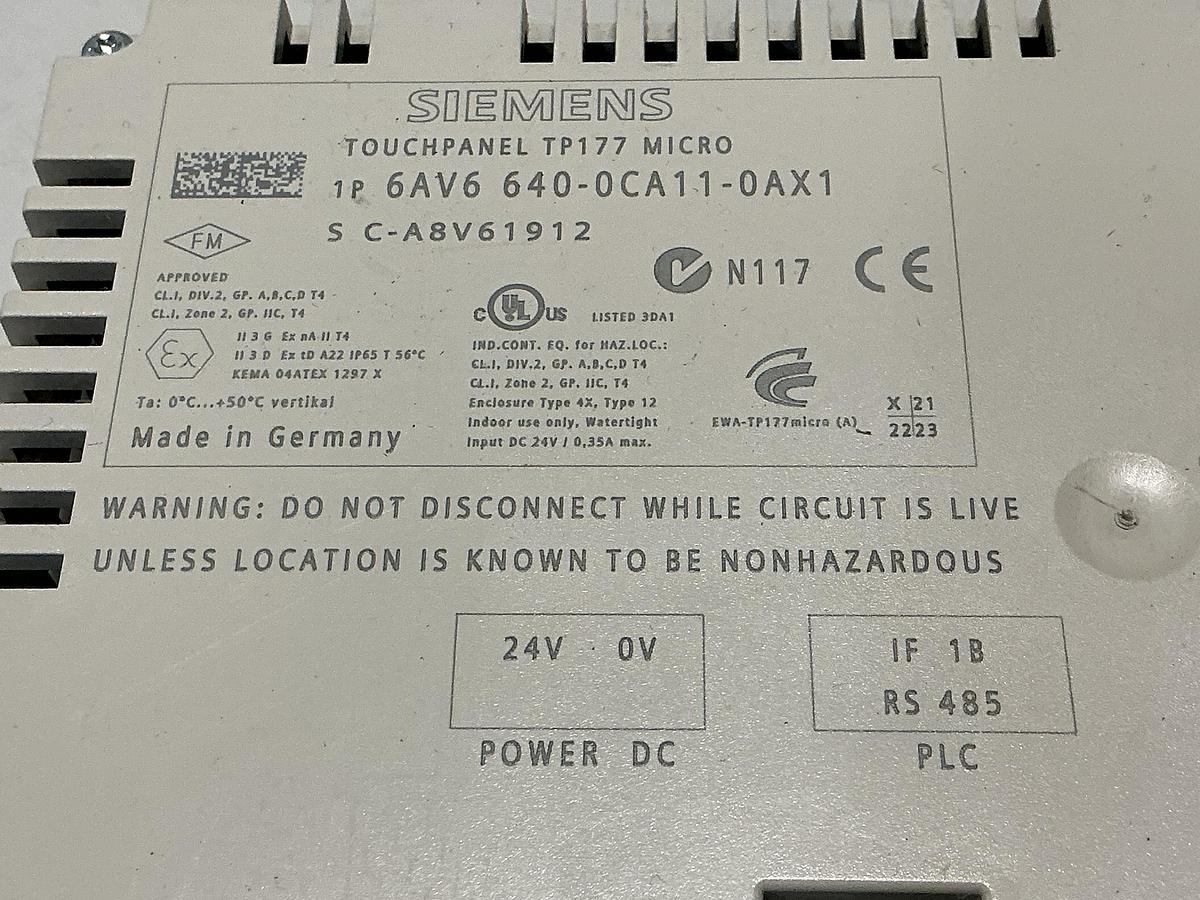 SIEMENS
TOUCHPANEL TP177 MICRO
1P 6AV6 640-0CA11-0AX1
S C-A8V61912
FM
N117 CE
APPROVED
CL.I, DIV.2, GP. A,B,C,D T4
CL.I, Zone 2, GP. IIC, T4
Ex
II 3 G Ex nA II T4
II 3 D Ex tD A22 IP65 T 56°C
KEMA 04ATEX 1297 X
Ta: 0°C...+50°C vertikal
Made in Germany
C UL US LISTED 3DA1
IND.CONT. EQ. for HAZ.LOC.:
CL.I, DIV.2, GP. A,B,C,D T4
CL.I, Zone 2, GP. IIC, T4
Enclosure Type 4X, Type 12
Indoor use only, Watertight
Input DC 24V / 0,35A max.
EWA-TP177micro (A)
X 21
22 23
WARNING: DO NOT DISCONNECT WHILE CIRCUIT IS LIVE
UNLESS LOCATION IS KNOWN TO BE NONHAZARDOUS
24V 0V
POWER DC
IF 1B
RS 485
PLC